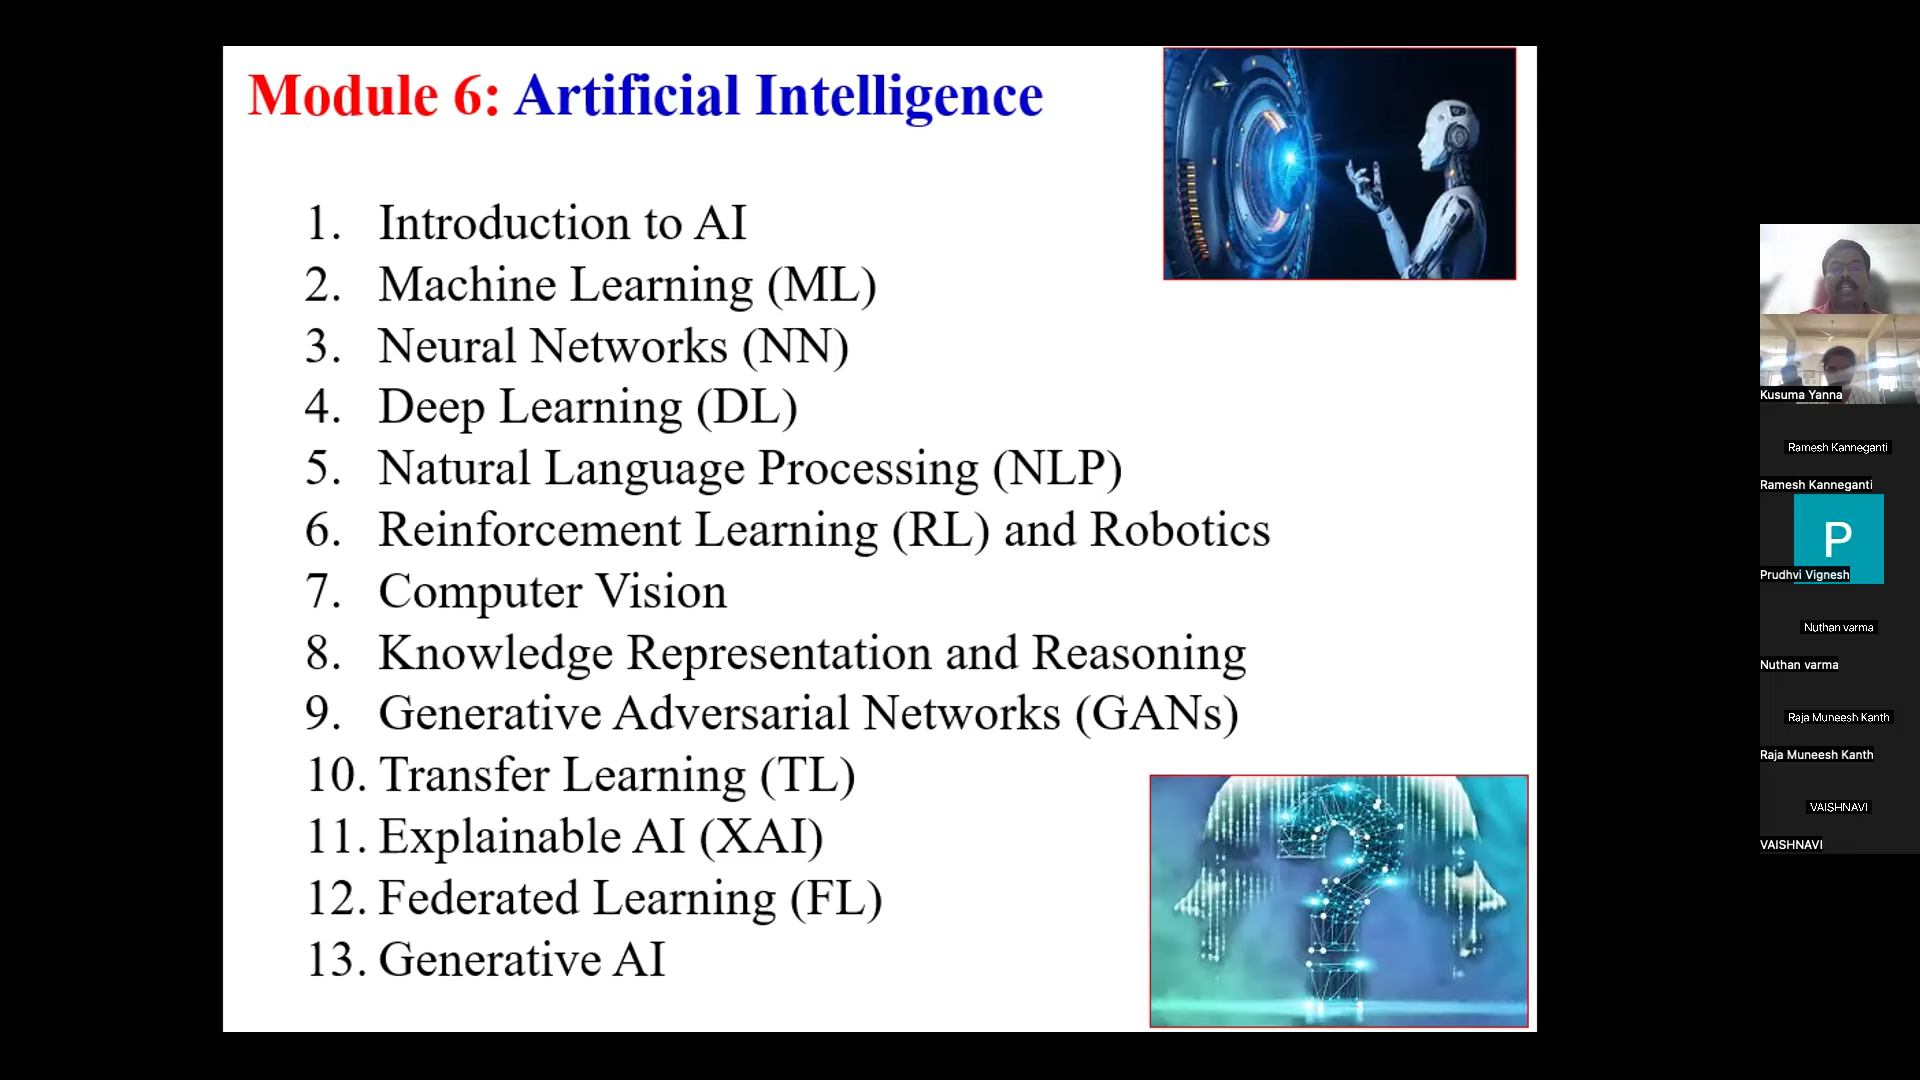 Module 6: Artificial Intelligence
1. Introduction to AI
2. Machine Learning (ML)
3. Neural Networks (NN)
4. Deep Learning (DL)
5. Natural Language Processing (NLP)
6. Reinforcement Learning (RL) and Robotics
7. Computer Vision
8. Knowledge Representation and Reasoning
9. Generative Adversarial Networks (GANs)
10. Transfer Learning (TL)
11. Explainable AI (XAI)
12. Federated Learning (FL)
13. Generative AI
Kusuma Yanna
Ramesh Kanneganti
Ramesh Kanneganti
P
Prudhvi Vignesh
Nuthan varma
Nuthan varma
Raja Muneesh Kanth
Raja Muneesh Kanth
VAISHNAVI
VAISHNAVI